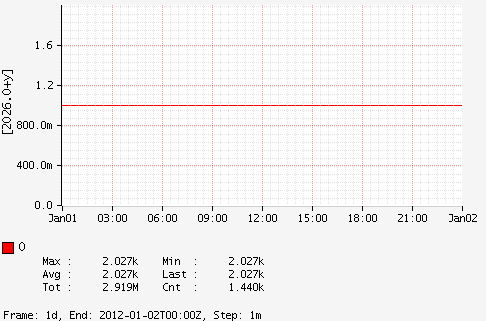 [2026.0+y]
1.6
1.2
800.0m
400.0m
0.0
Jan01 03:00 06:00 09:00 12:00 15:00 18:00 21:00 Jan02
0
Max : 2.027k Min : 2.027k
Avg : 2.027k Last : 2.027k
Tot : 2.919M Cnt : 1.440k
Frame: 1d, End: 2012-01-02T00:00Z, Step: 1m